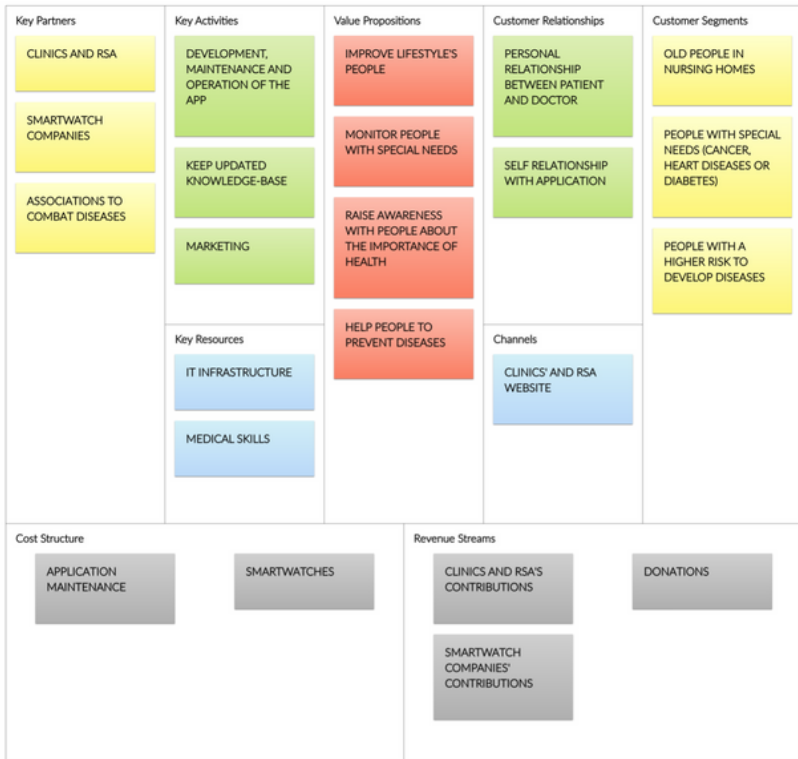 Key Partners
CLINICS AND RSA
SMARTWATCH
COMPANIES
ASSOCIATIONS TO
COMBAT DISEASES
Key Activities
DEVELOPMENT,
MAINTENANCE AND
OPERATION OF THE
APP
KEEP UPDATED
KNOWLEDGE-BASE
MARKETING
Key Resources
IT INFRASTRUCTURE
MEDICAL SKILLS
Value Propositions
IMPROVE LIFESTYLE'S
PEOPLE
MONITOR PEOPLE
WITH SPECIAL NEEDS
RAISE AWARENESS
WITH PEOPLE ABOUT
THE IMPORTANCE OF
HEALTH
HELP PEOPLE TO
PREVENT DISEASES
Customer Relationships
PERSONAL
RELATIONSHIP
BETWEEN PATIENT
AND DOCTOR
SELF RELATIONSHIP
WITH APPLICATION
Channels
CLINICS' AND RSA
WEBSITE
Customer Segments
OLD PEOPLE IN
NURSING HOMES
PEOPLE WITH SPECIAL
NEEDS (CANCER,
HEART DISEASES OR
DIABETES)
PEOPLE WITH A
HIGHER RISK TO
DEVELOP DISEASES
Cost Structure
APPLICATION
MAINTENANCE
SMARTWATCHES
Revenue Streams
CLINICS AND RSA'S
CONTRIBUTIONS
DONATIONS
SMARTWATCH
COMPANIES'
CONTRIBUTIONS